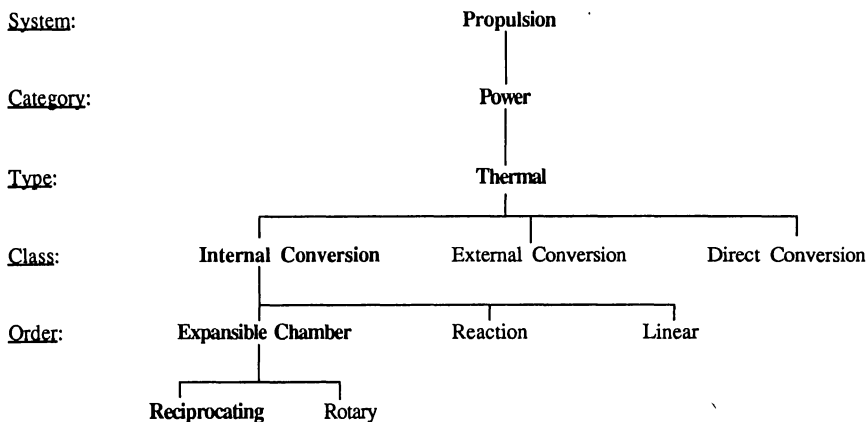 System: Propulsion
Category: Power
Type: Thermal
Class: Internal Conversion External Conversion Direct Conversion
Order: Expansible Chamber Reaction Linear
Reciprocating Rotary